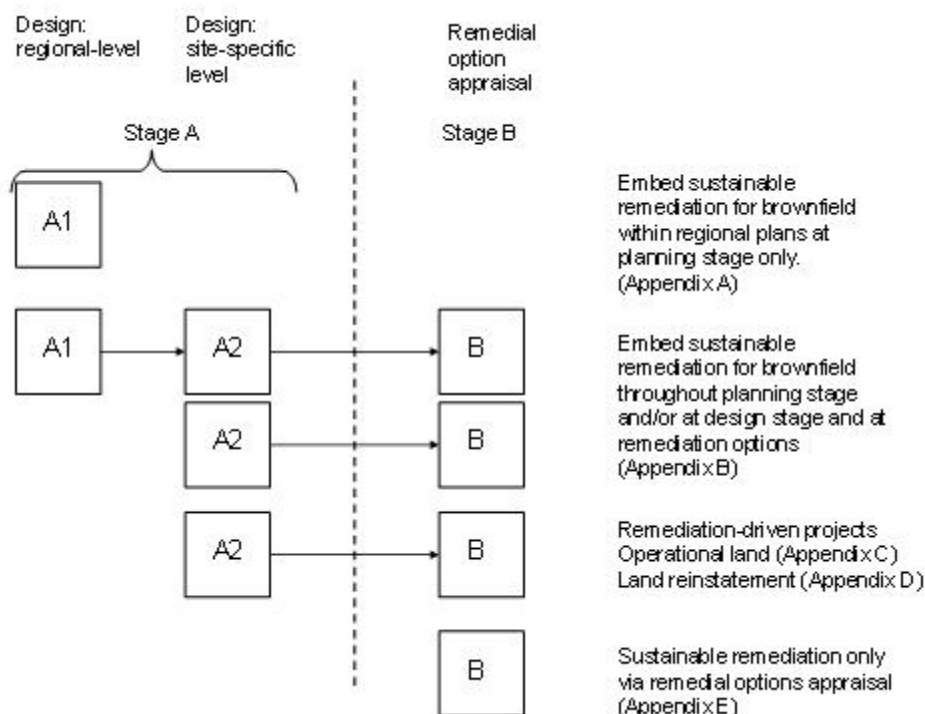 Design:
regional-level
Design:
site-specific
level
Remedial
option
appraisal
Stage A
Stage B
A1
Embed sustainable
remediation for brownfield
within regional plans at
planning stage only.
(Appendix A)
A1
A2
B
Embed sustainable
remediation for brownfield
throughout planning stage
and/or at design stage and at
remediation options
(Appendix B)
A2
B
A2
B
Remediation-driven projects
Operational land (Appendix C)
Land reinstatement (Appendix D)
B
Sustainable remediation only
via remedial options appraisal
(Appendix E)